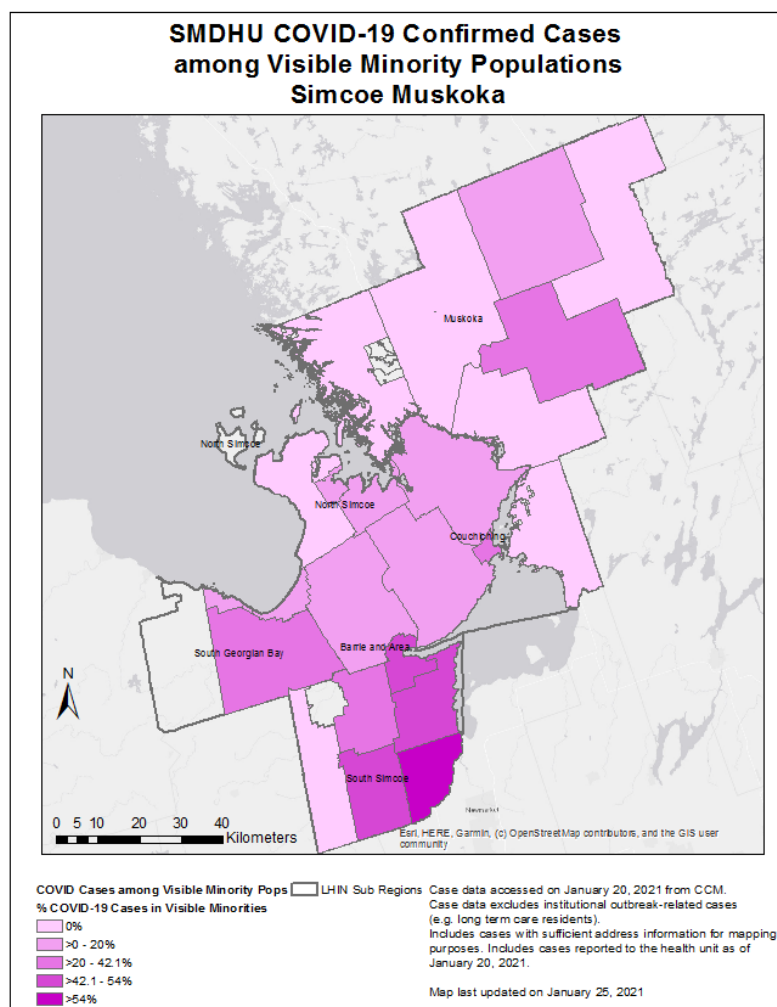 SMDHU COVID-19 Confirmed Cases
among Visible Minority Populations
Simcoe Muskoka
Muskoka
North Simcoe
North Simcoe
Couchiching
South Georgian Bay
Barrie and Area
N
South Simcoe
Newmarket
0 5 10 20 30 40
Kilometers
Esri, HERE, Garmin, (c) OpenStreetMap contributors, and the GIS user
community
COVID Cases among Visible Minority Pops
% COVID-19 Cases in Visible Minorities
0%
>0 - 20%
>20 - 42.1%
>42.1 - 54%
>54%
LHIN Sub Regions
Case data accessed on January 20, 2021 from CCM.
Case data excludes institutional outbreak-related cases
(e.g. long term care residents).
Includes cases with sufficient address information for mapping
purposes. Includes cases reported to the health unit as of
January 20, 2021.
Map last updated on January 25, 2021